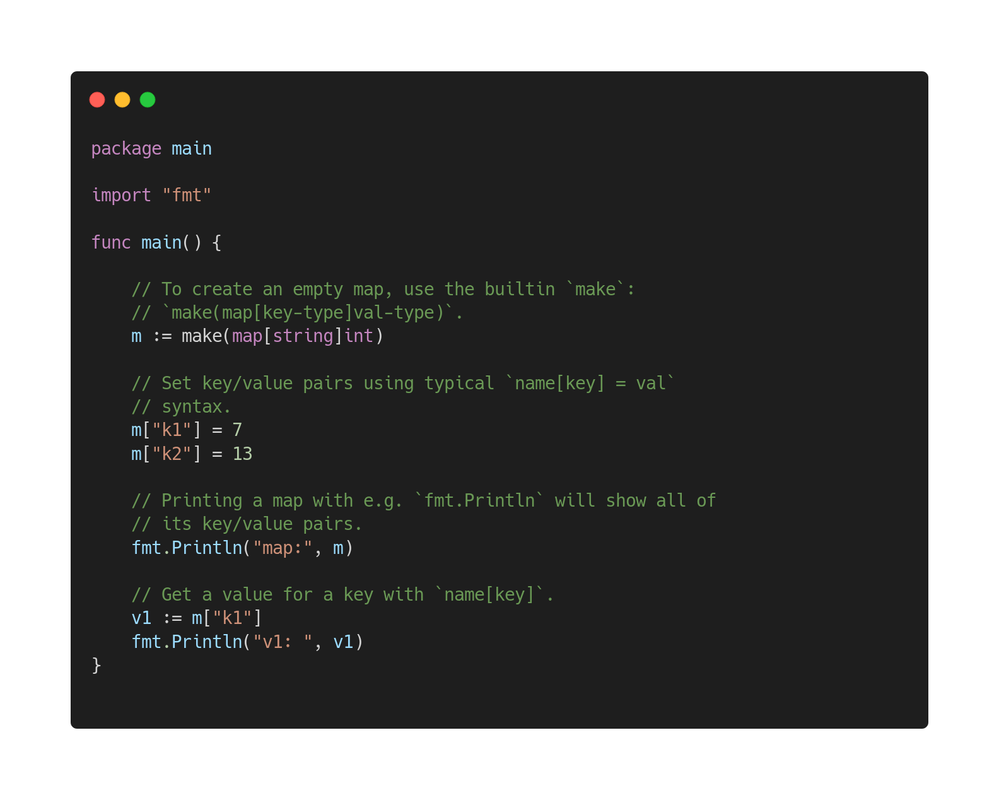 package main

import "fmt"

func main() {

    // To create an empty map, use the builtin `make`:
    // `make(map[key-type]val-type)`.
    m := make(map[string]int)

    // Set key/value pairs using typical `name[key] = val`
    // syntax.
    m["k1"] = 7
    m["k2"] = 13

    // Printing a map with e.g. `fmt.Println` will show all of
    // its key/value pairs.
    fmt.Println("map:", m)

    // Get a value for a key with `name[key]`.
    v1 := m["k1"]
    fmt.Println("v1: ", v1)
}